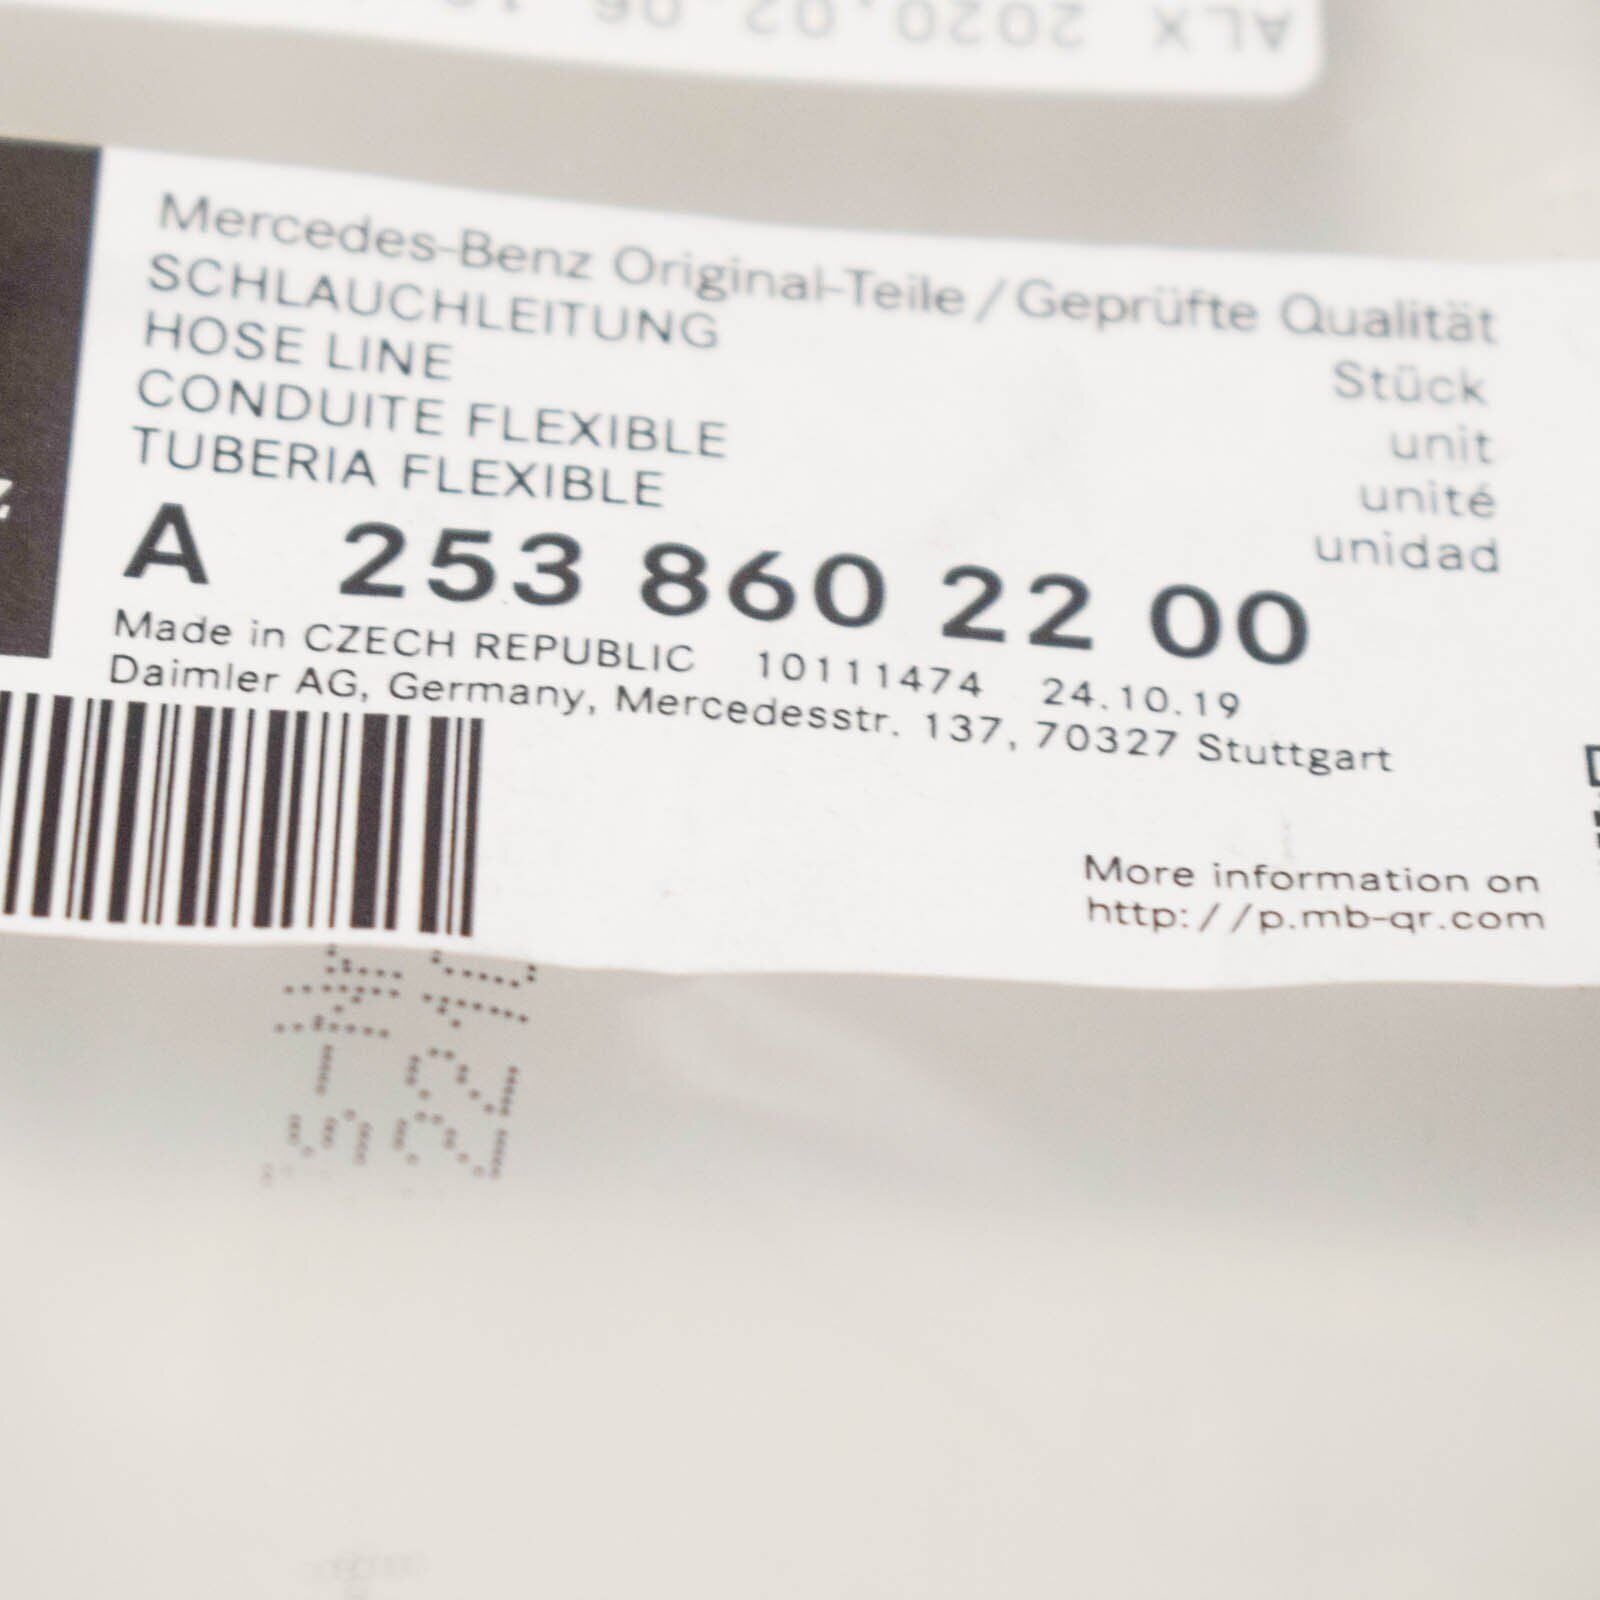 ALX 2020.02.06
Mercedes-Benz Original-Teile / Geprüfte Qualität
SCHLAUCHLEITUNG
HOSE LINE
CONDUITE FLEXIBLE
TUBERIA FLEXIBLE
Stück
unit
unité
unidad
A 253 860 22 00
Made in CZECH REPUBLIC 10111474 24.10.19
Daimler AG, Germany, Mercedesstr. 137, 70327 Stuttgart
More information on
http://p.mb-qr.com